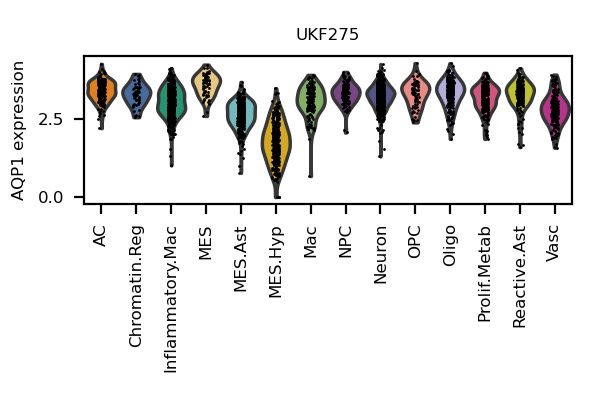 UKF275
AQP1 expression
2.5
0.0
AC
Chromatin.Reg
Inflammatory.Mac
MES
MES.Ast
MES.Hyp
Mac
NPC
Neuron
OPC
Oligo
Prolif.Metab
Reactive.Ast
Vasc